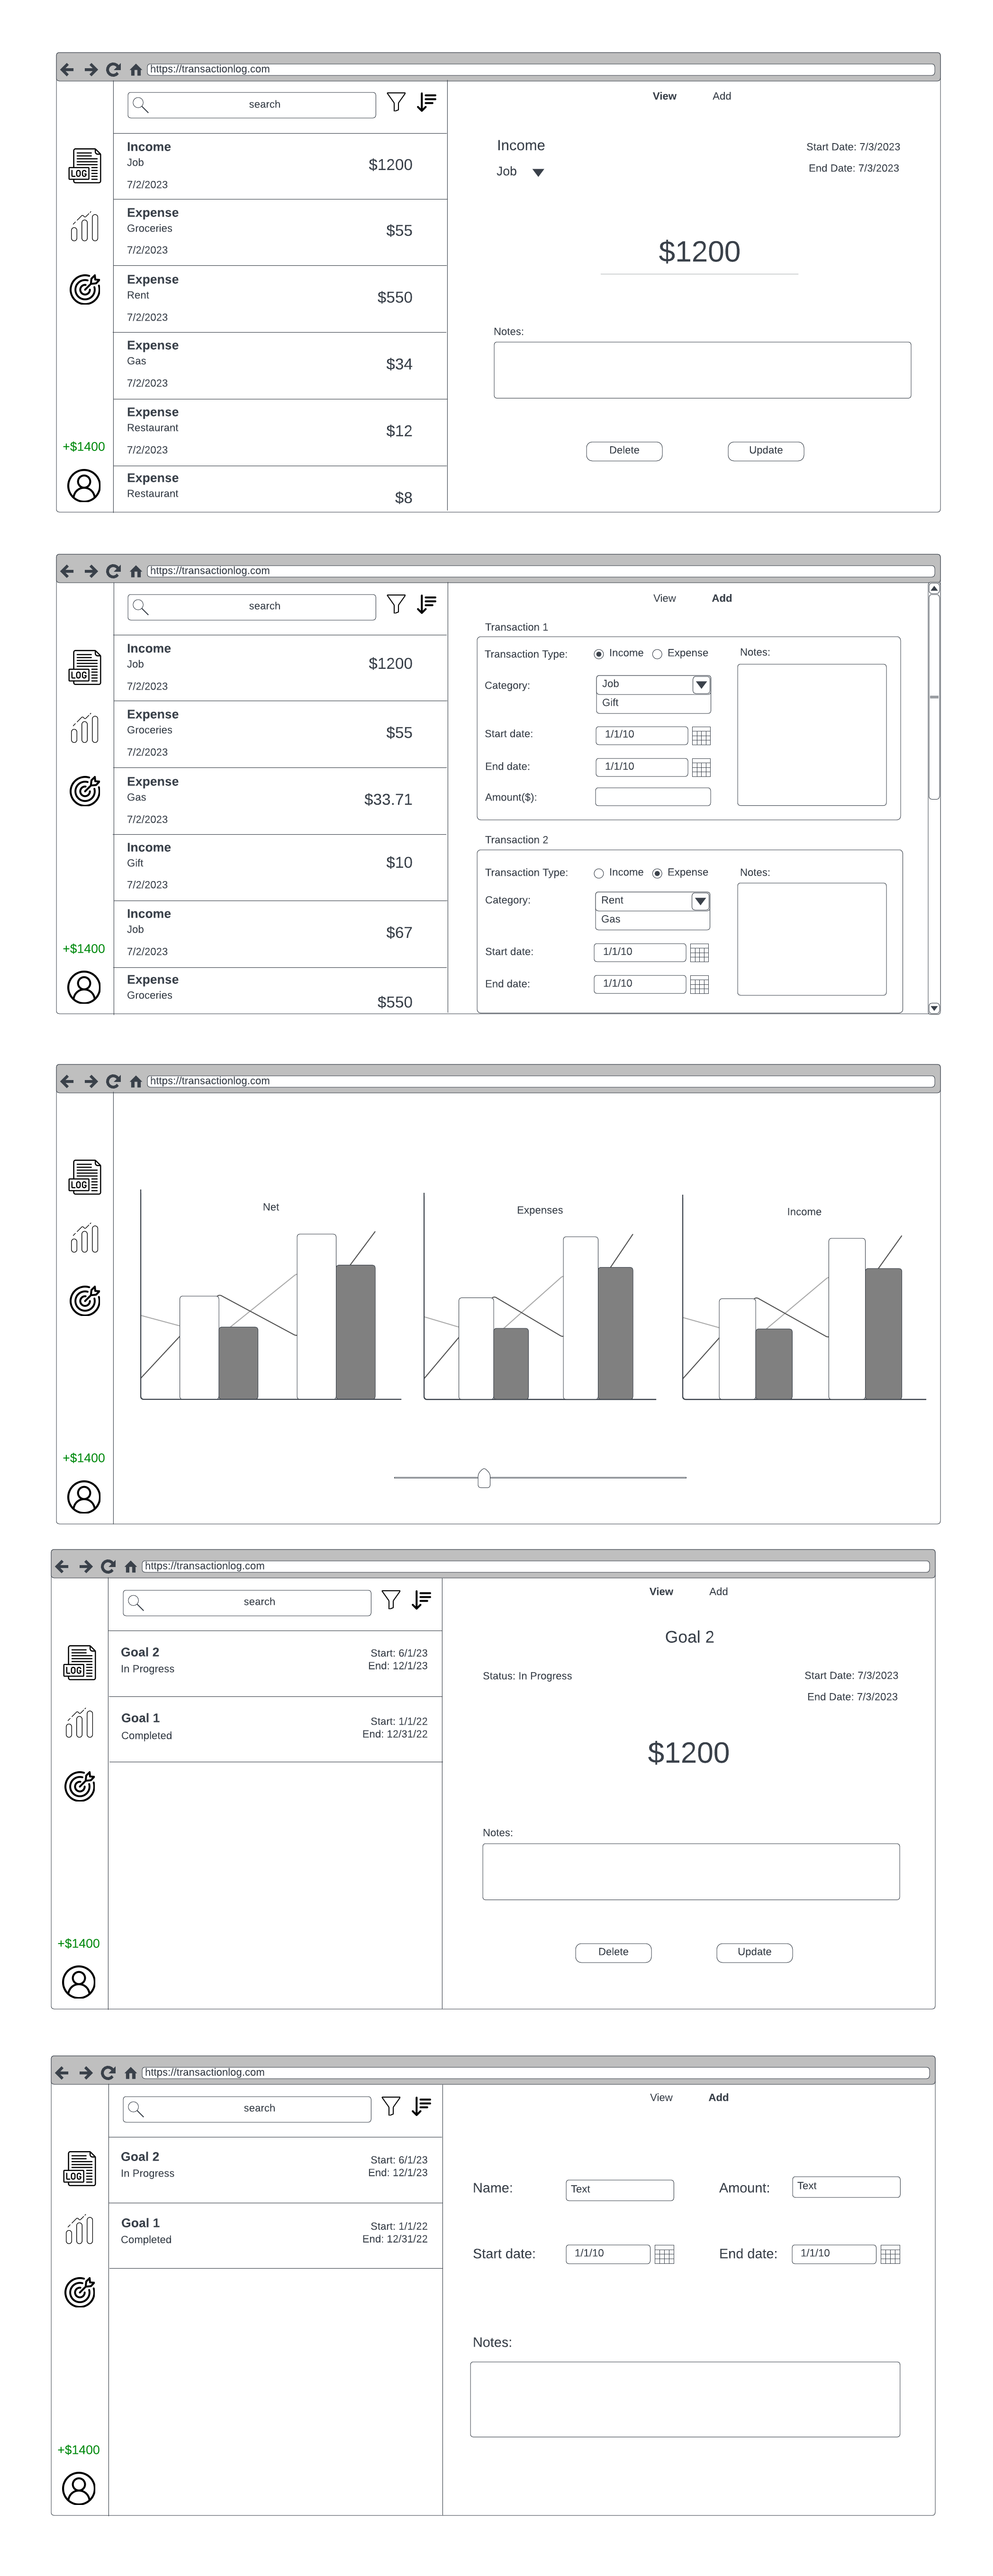 https://transactionlog.com
search
View Add
Income
Job
7/2/2023
$1200
Expense
Groceries
7/2/2023
$55
Expense
Rent
7/2/2023
$550
Expense
Gas
7/2/2023
$34
Expense
Restaurant
7/2/2023
$12
Expense
Restaurant
$8
LOG
+$1400
Income
Job
Start Date: 7/3/2023
End Date: 7/3/2023
$1200
Notes:
Delete Update
https://transactionlog.com
search
View Add
Income
Job
7/2/2023
$1200
Expense
Groceries
7/2/2023
$55
Expense
Gas
7/2/2023
$33.71
Income
Gift
7/2/2023
$10
Income
Job
7/2/2023
$67
Expense
Groceries
$550
LOG
+$1400
Transaction 1
Transaction Type: Income Expense
Notes:
Category: Job
Gift
Start date: 1/1/10
End date: 1/1/10
Amount($):
Transaction 2
Transaction Type: Income Expense
Notes:
Category: Rent
Gas
Start date: 1/1/10
End date: 1/1/10
https://transactionlog.com
LOG
+$1400
Net
Expenses
Income
https://transactionlog.com
search
View Add
Goal 2
In Progress
Start: 6/1/23
End: 12/1/23
Goal 1
Completed
Start: 1/1/22
End: 12/31/22
LOG
+$1400
Goal 2
Status: In Progress
Start Date: 7/3/2023
End Date: 7/3/2023
$1200
Notes:
Delete Update
https://transactionlog.com
search
View Add
Goal 2
In Progress
Start: 6/1/23
End: 12/1/23
Goal 1
Completed
Start: 1/1/22
End: 12/31/22
LOG
+$1400
Name: Text
Amount: Text
Start date: 1/1/10
End date: 1/1/10
Notes: